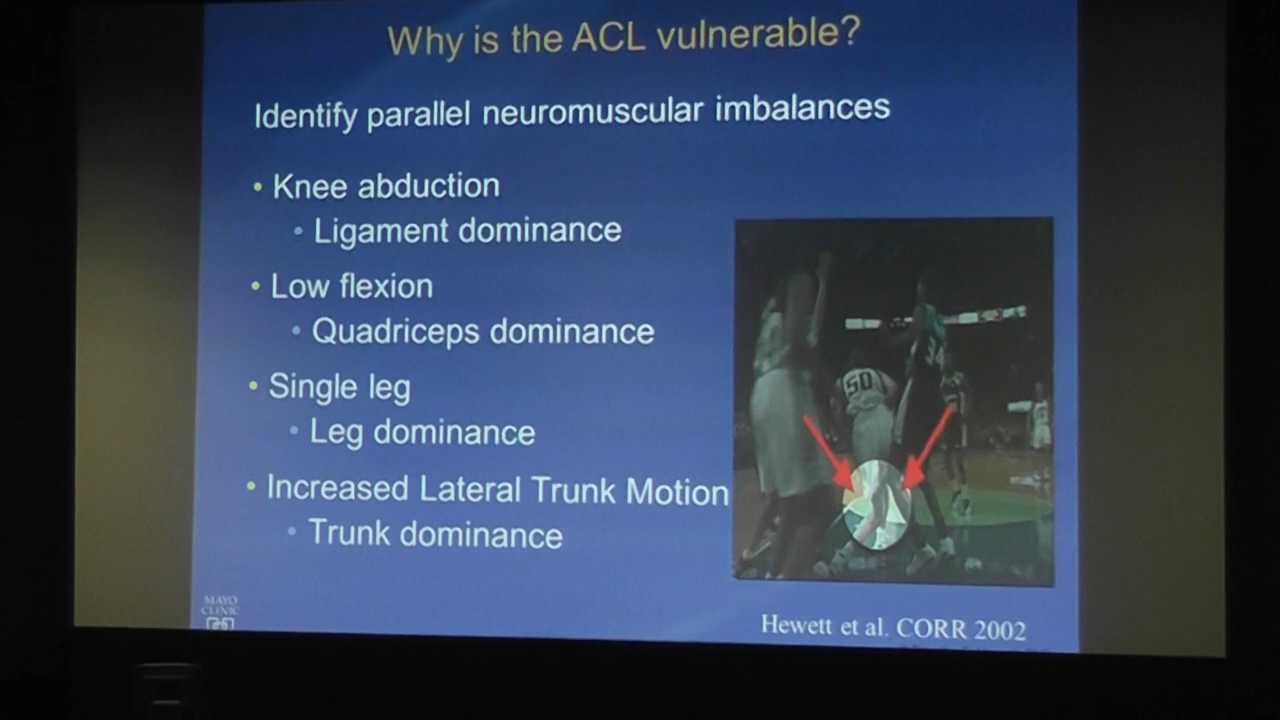 Why is the ACL vulnerable?
Identify parallel neuromuscular imbalances
• Knee abduction
• Ligament dominance
• Low flexion
• Quadriceps dominance
• Single leg
• Leg dominance
• Increased Lateral Trunk Motion
• Trunk dominance
50
34
MAYO
CLINIC
Hewett et al. CORR 2002